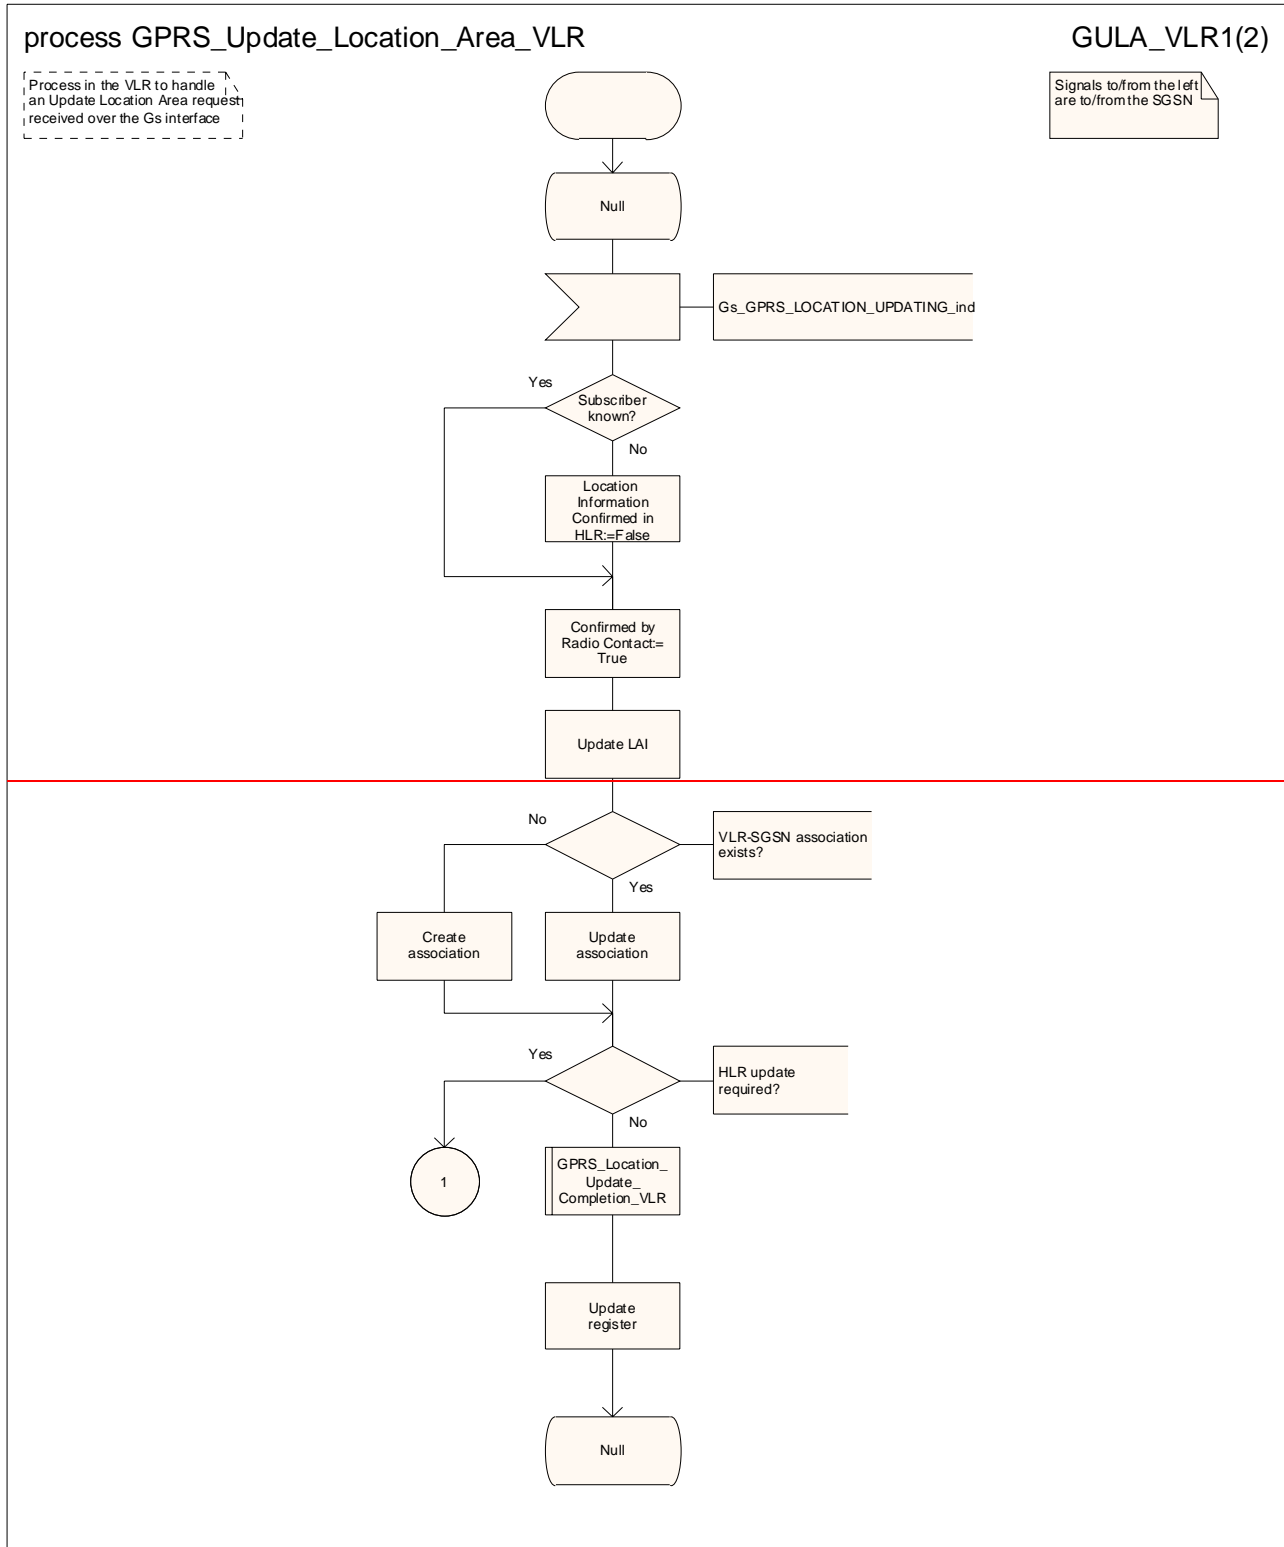 process GPRS_Update_Location_Area_VLR
GULA_VLR1(2)
Process in the VLR to handle
an Update Location Area request
received over the Gs interface
Signals to/from the left
are to/from the SGSN
Null
Gs_GPRS_LOCATION_UPDATING_ind
Yes
Subscriber
known?
No
Location
Information
Confirmed in
HLR:=False
Confirmed by
Radio Contact:=
True
Update LAI
No
VLR-SGSN association
exists?
Yes
Create
association
Update
association
Yes
HLR update
required?
No
1
GPRS_Location_
Update_
Completion_VLR
Update
register
Null